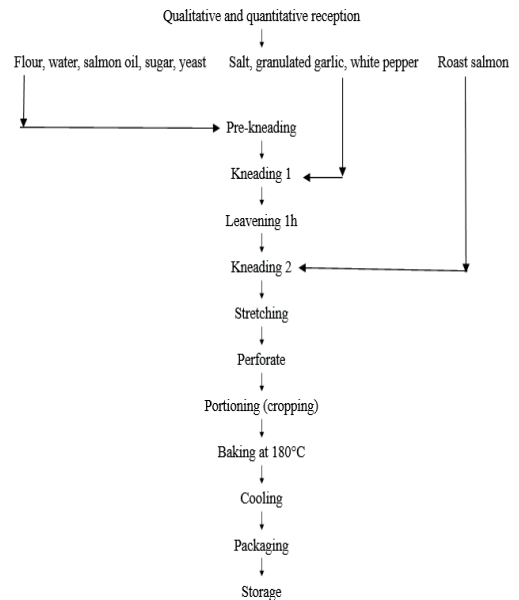 Qualitative and quantitative reception
Flour, water, salmon oil, sugar, yeast
Salt, granulated garlic, white pepper
Roast salmon
Pre-kneading
Kneading 1
Leavening 1h
Kneading 2
Stretching
Perforate
Portioning (cropping)
Baking at 180°C
Cooling
Packaging
Storage